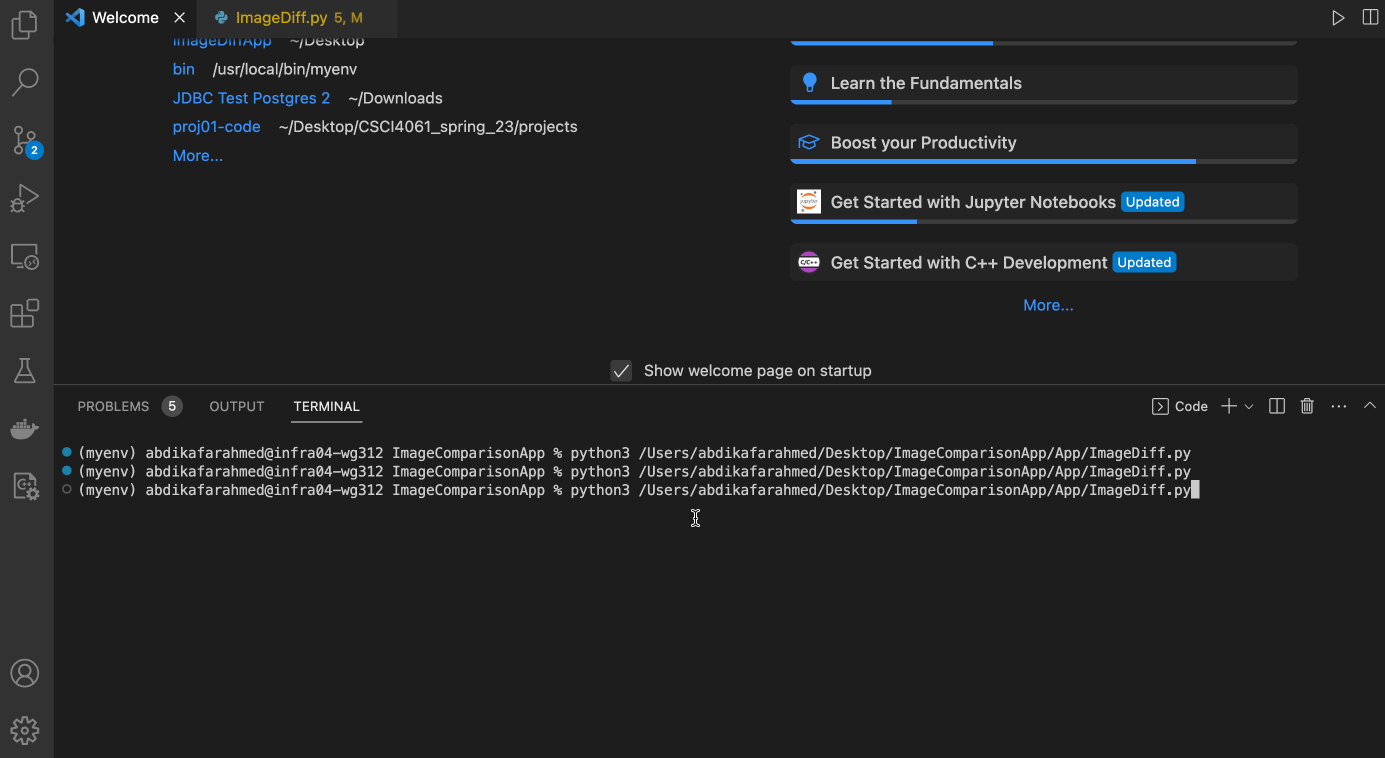 Welcome
ImageDiff.py 5, M
ImageDiffApp ~/Desktop
bin /usr/local/bin/myenv
JDBC Test Postgres 2 ~/Downloads
proj01-code ~/Desktop/CSCI4061_spring_23/projects
More...
Learn the Fundamentals
Boost your Productivity
Get Started with Jupyter Notebooks Updated
Get Started with C++ Development Updated
More...
Show welcome page on startup
2
PROBLEMS 5 OUTPUT TERMINAL
Code
(myenv) abdikafarahmed@infra04-wg312 ImageComparisonApp % python3 /Users/abdikafarahmed/Desktop/ImageComparisonApp/App/ImageDiff.py
(myenv) abdikafarahmed@infra04-wg312 ImageComparisonApp % python3 /Users/abdikafarahmed/Desktop/ImageComparisonApp/App/ImageDiff.py
(myenv) abdikafarahmed@infra04-wg312 ImageComparisonApp % python3 /Users/abdikafarahmed/Desktop/ImageComparisonApp/App/ImageDiff.py